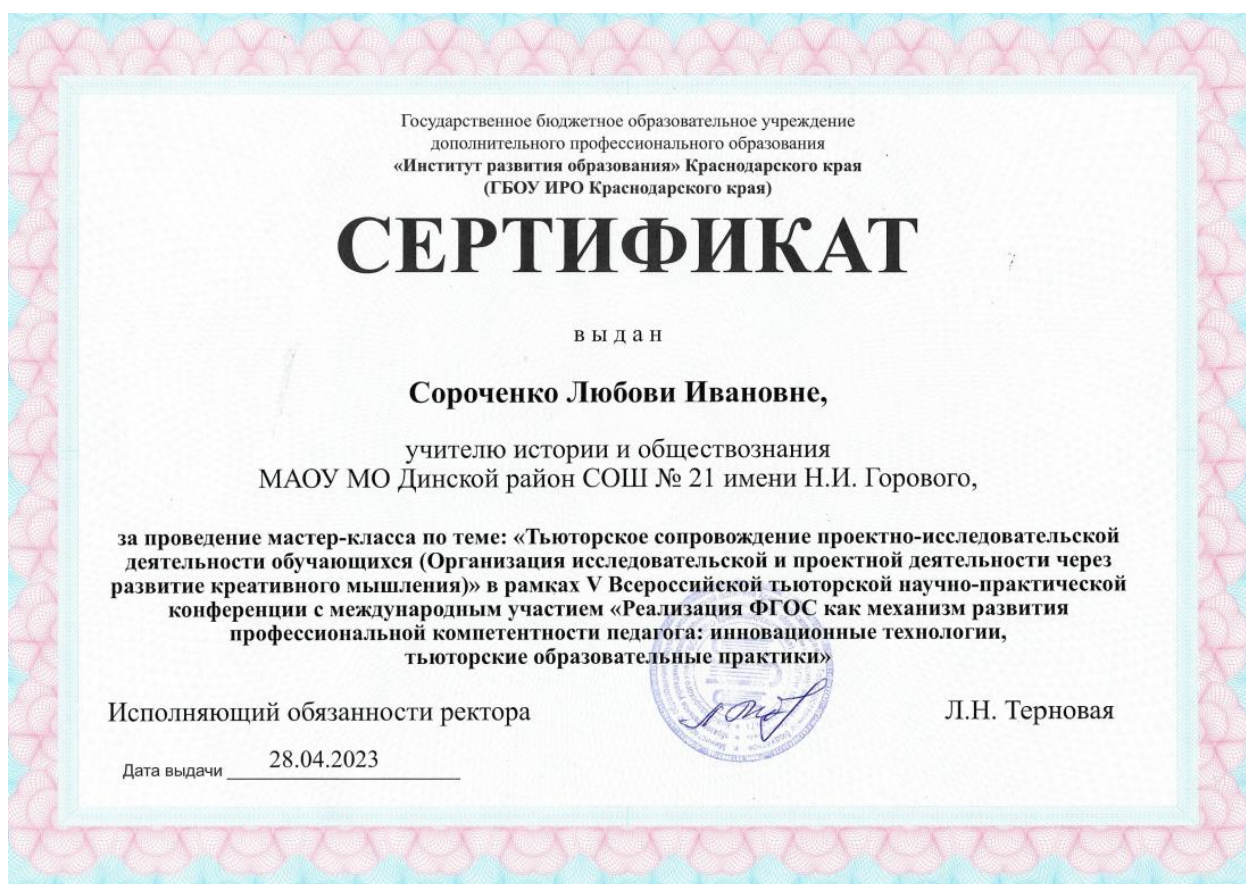 Государственное бюджетное образовательное учреждение
дополнительного профессионального образования
«Институт развития образования» Краснодарского края
(ГБОУ ИРО Краснодарского края)
СЕРТИФИКАТ
выдан
Сороченко Любови Ивановне,
учителю истории и обществознания
МАОУ МО Динской район СОШ № 21 имени Н.И. Горового,
за проведение мастер-класса по теме: «Тьюторское сопровождение проектно-исследовательской
деятельности обучающихся (Организация исследовательской и проектной деятельности через
развитие креативного мышления)» в рамках V Всероссийской тьюторской научно-практической
конференции с международным участием «Реализация ФГОС как механизм развития
профессиональной компетентности педагога: инновационные технологии,
тьюторские образовательные практики»
Исполняющий обязанности ректора
Л.Н. Терновая
Дата выдачи 28.04.2023